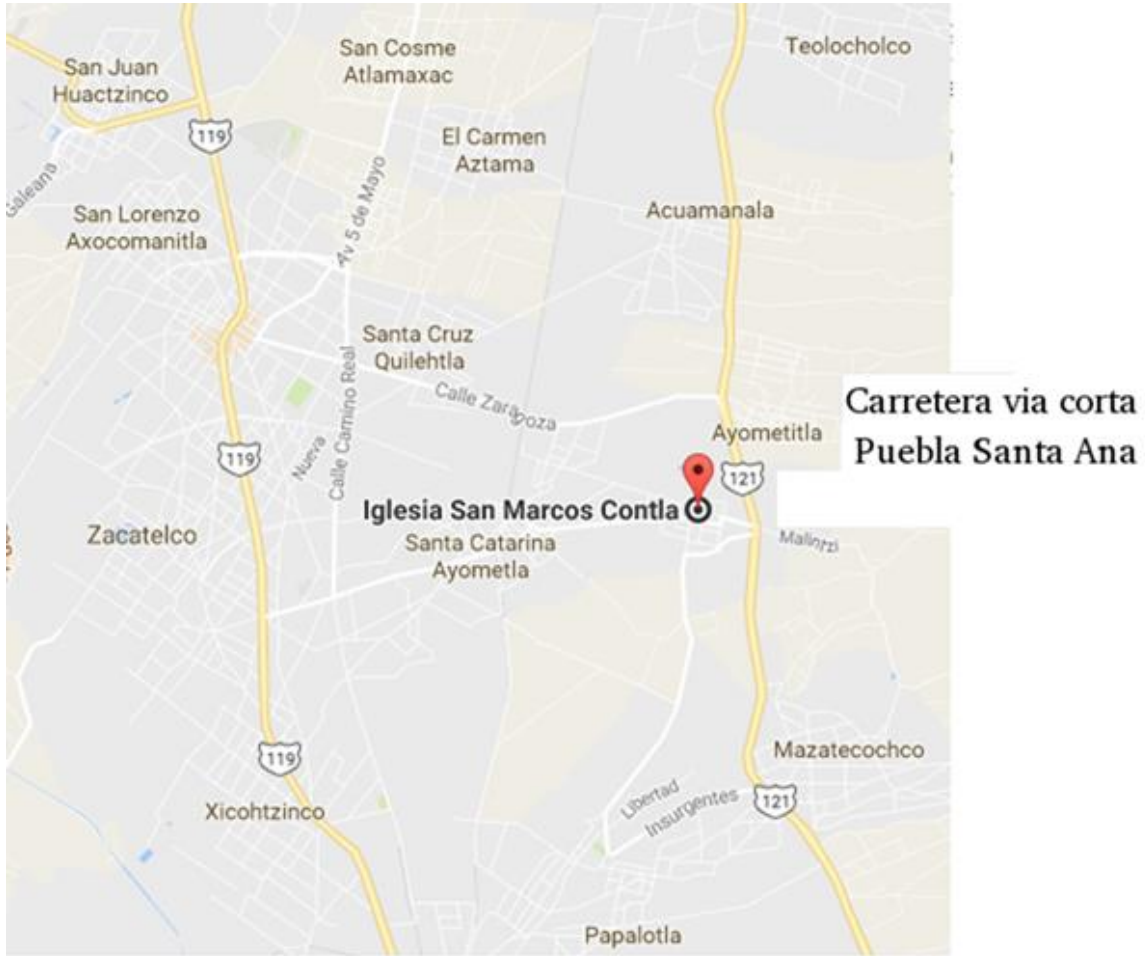 San Cosme
Atlamaxac
Teolocholco
San Juan
Huactzinco
119
El Carmen
Aztama
Galeana
Av 5 de Mayo
San Lorenzo
Axocomanitla
Acuamanala
Santa Cruz
Quilehtla
Calle Zaragoza
Carretera via corta
Puebla Santa Ana
Ayometitla
119
Nueva
Calle Camino Real
121
Iglesia San Marcos Contla
Zacatelco
Santa Catarina
Ayometla
Malintzi
119
Mazatecochco
Libertad
Insurgentes
121
Xicohtzinco
Papalotla